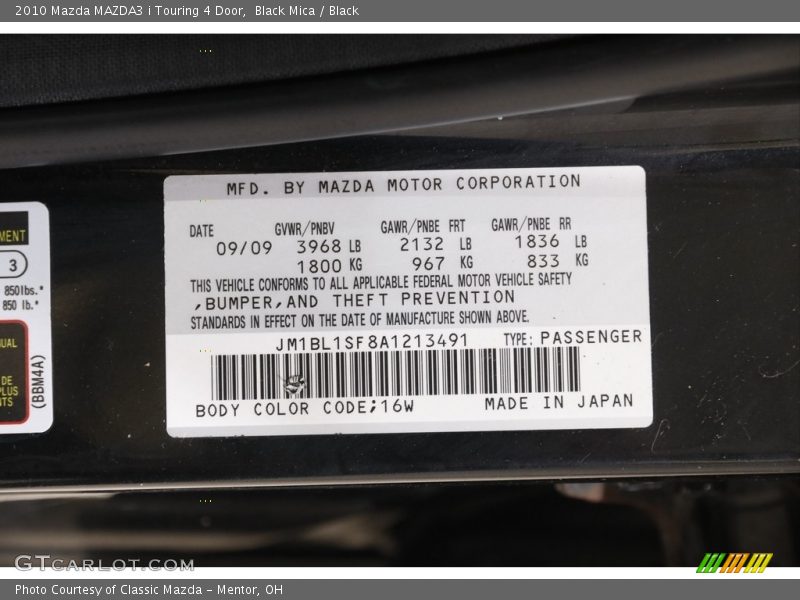 2010 Mazda MAZDA3 i Touring 4 Door,  Black Mica / Black
MFD. BY MAZDA MOTOR CORPORATION
DATE GVWR/PNBV GAWR/PNBE FRT GAWR/PNBE RR
09/09 3968 LB 2132 LB 1836 LB
1800 KG 967 KG 833 KG
THIS VEHICLE CONFORMS TO ALL APPLICABLE FEDERAL MOTOR VEHICLE SAFETY
,BUMPER,AND THEFT PREVENTION
STANDARDS IN EFFECT ON THE DATE OF MANUFACTURE SHOWN ABOVE.
JM1BL1SF8A1213491 TYPE: PASSENGER
BODY COLOR CODE;16W MADE IN JAPAN
MENT
3
850lbs.*
850 lb.*
UAL
DE
PLUS
NTS
(BBM4A)
GTCARLOT.COM
Photo Courtesy of Classic Mazda - Mentor, OH